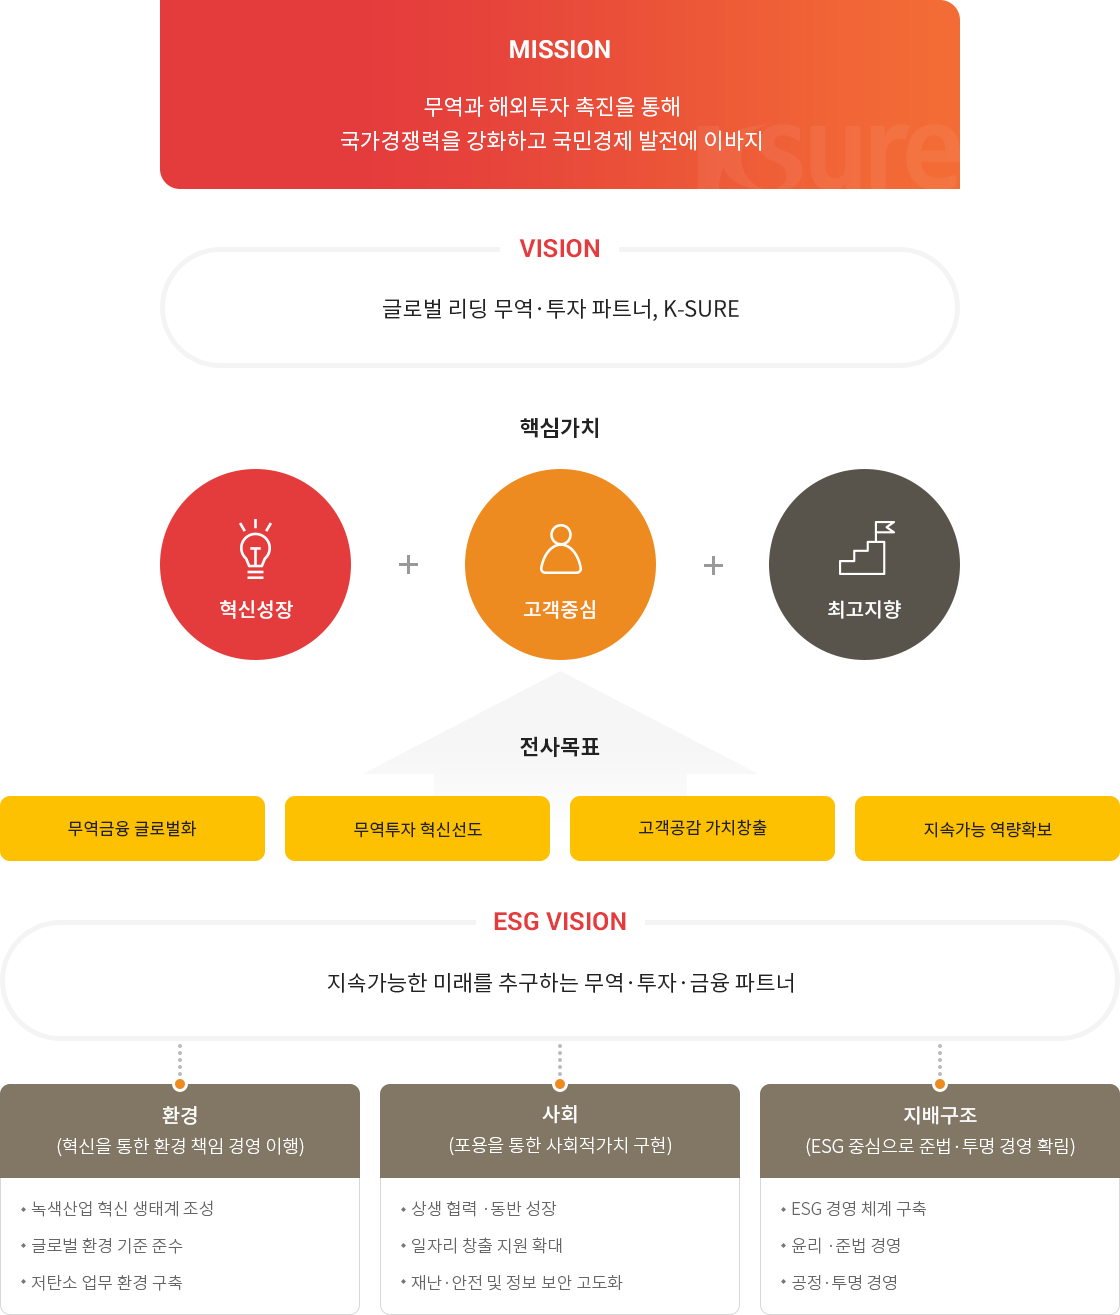 MISSION
무역과 해외투자 촉진을 통해
국가경쟁력을 강화하고 국민경제 발전에 이바지
Ksure
VISION
글로벌 리딩 무역·투자 파트너, K-SURE
핵심가치
혁신성장
+
고객중심
+
최고지향
전사목표
무역금융 글로벌화
무역투자 혁신선도
고객공감 가치창출
지속가능 역량확보
ESG VISION
지속가능한 미래를 추구하는 무역·투자·금융 파트너
환경
(혁신을 통한 환경 책임 경영 이행)
녹색산업 혁신 생태계 조성
글로벌 환경 기준 준수
저탄소 업무 환경 구축
사회
(포용을 통한 사회적가치 구현)
상생 협력 ·동반 성장
일자리 창출 지원 확대
재난·안전 및 정보 보안 고도화
지배구조
(ESG 중심으로 준법·투명 경영 확립)
ESG 경영 체계 구축
윤리 ·준법 경영
공정·투명 경영